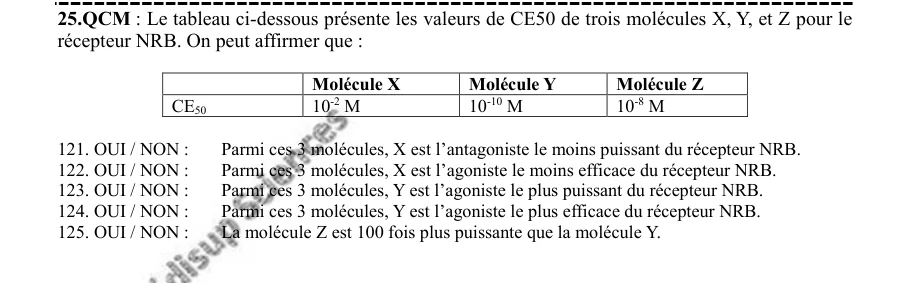 25.QCM : Le tableau ci-dessous présente les valeurs de CE50 de trois molécules X, Y, et Z pour le
récepteur NRB. On peut affirmer que :
Molécule X Molécule Y Molécule Z
CE₅₀ 10⁻² M 10⁻¹⁰ M 10⁻⁸ M
121. OUI / NON : Parmi ces 3 molécules, X est l’antagoniste le moins puissant du récepteur NRB.
122. OUI / NON : Parmi ces 3 molécules, X est l’agoniste le moins efficace du récepteur NRB.
123. OUI / NON : Parmi ces 3 molécules, Y est l’agoniste le plus puissant du récepteur NRB.
124. OUI / NON : Parmi ces 3 molécules, Y est l’agoniste le plus efficace du récepteur NRB.
125. OUI / NON : La molécule Z est 100 fois plus puissante que la molécule Y.
disup Sciences